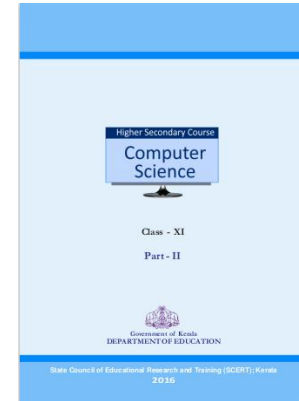 Higher Secondary Course
Computer
Science
Class - XI
Part - II
Government of Kerala
DEPARTMENT OF EDUCATION
State Council of Educational Research and Training (SCERT); Kerala
2016